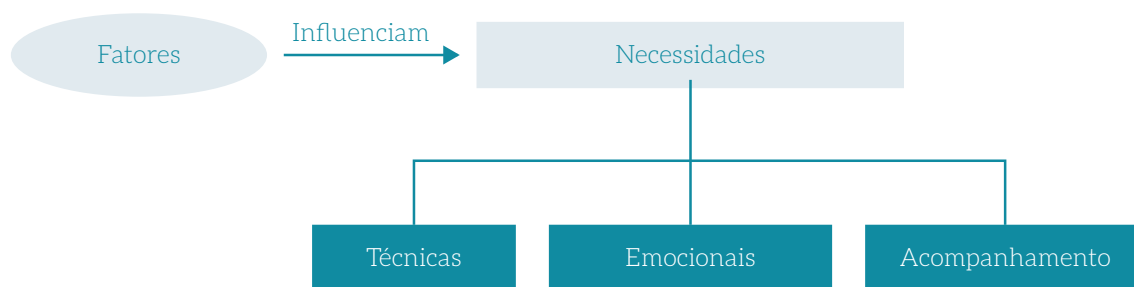 Fatores
Influenciam
Necessidades
Técnicas
Emocionais
Acompanhamento